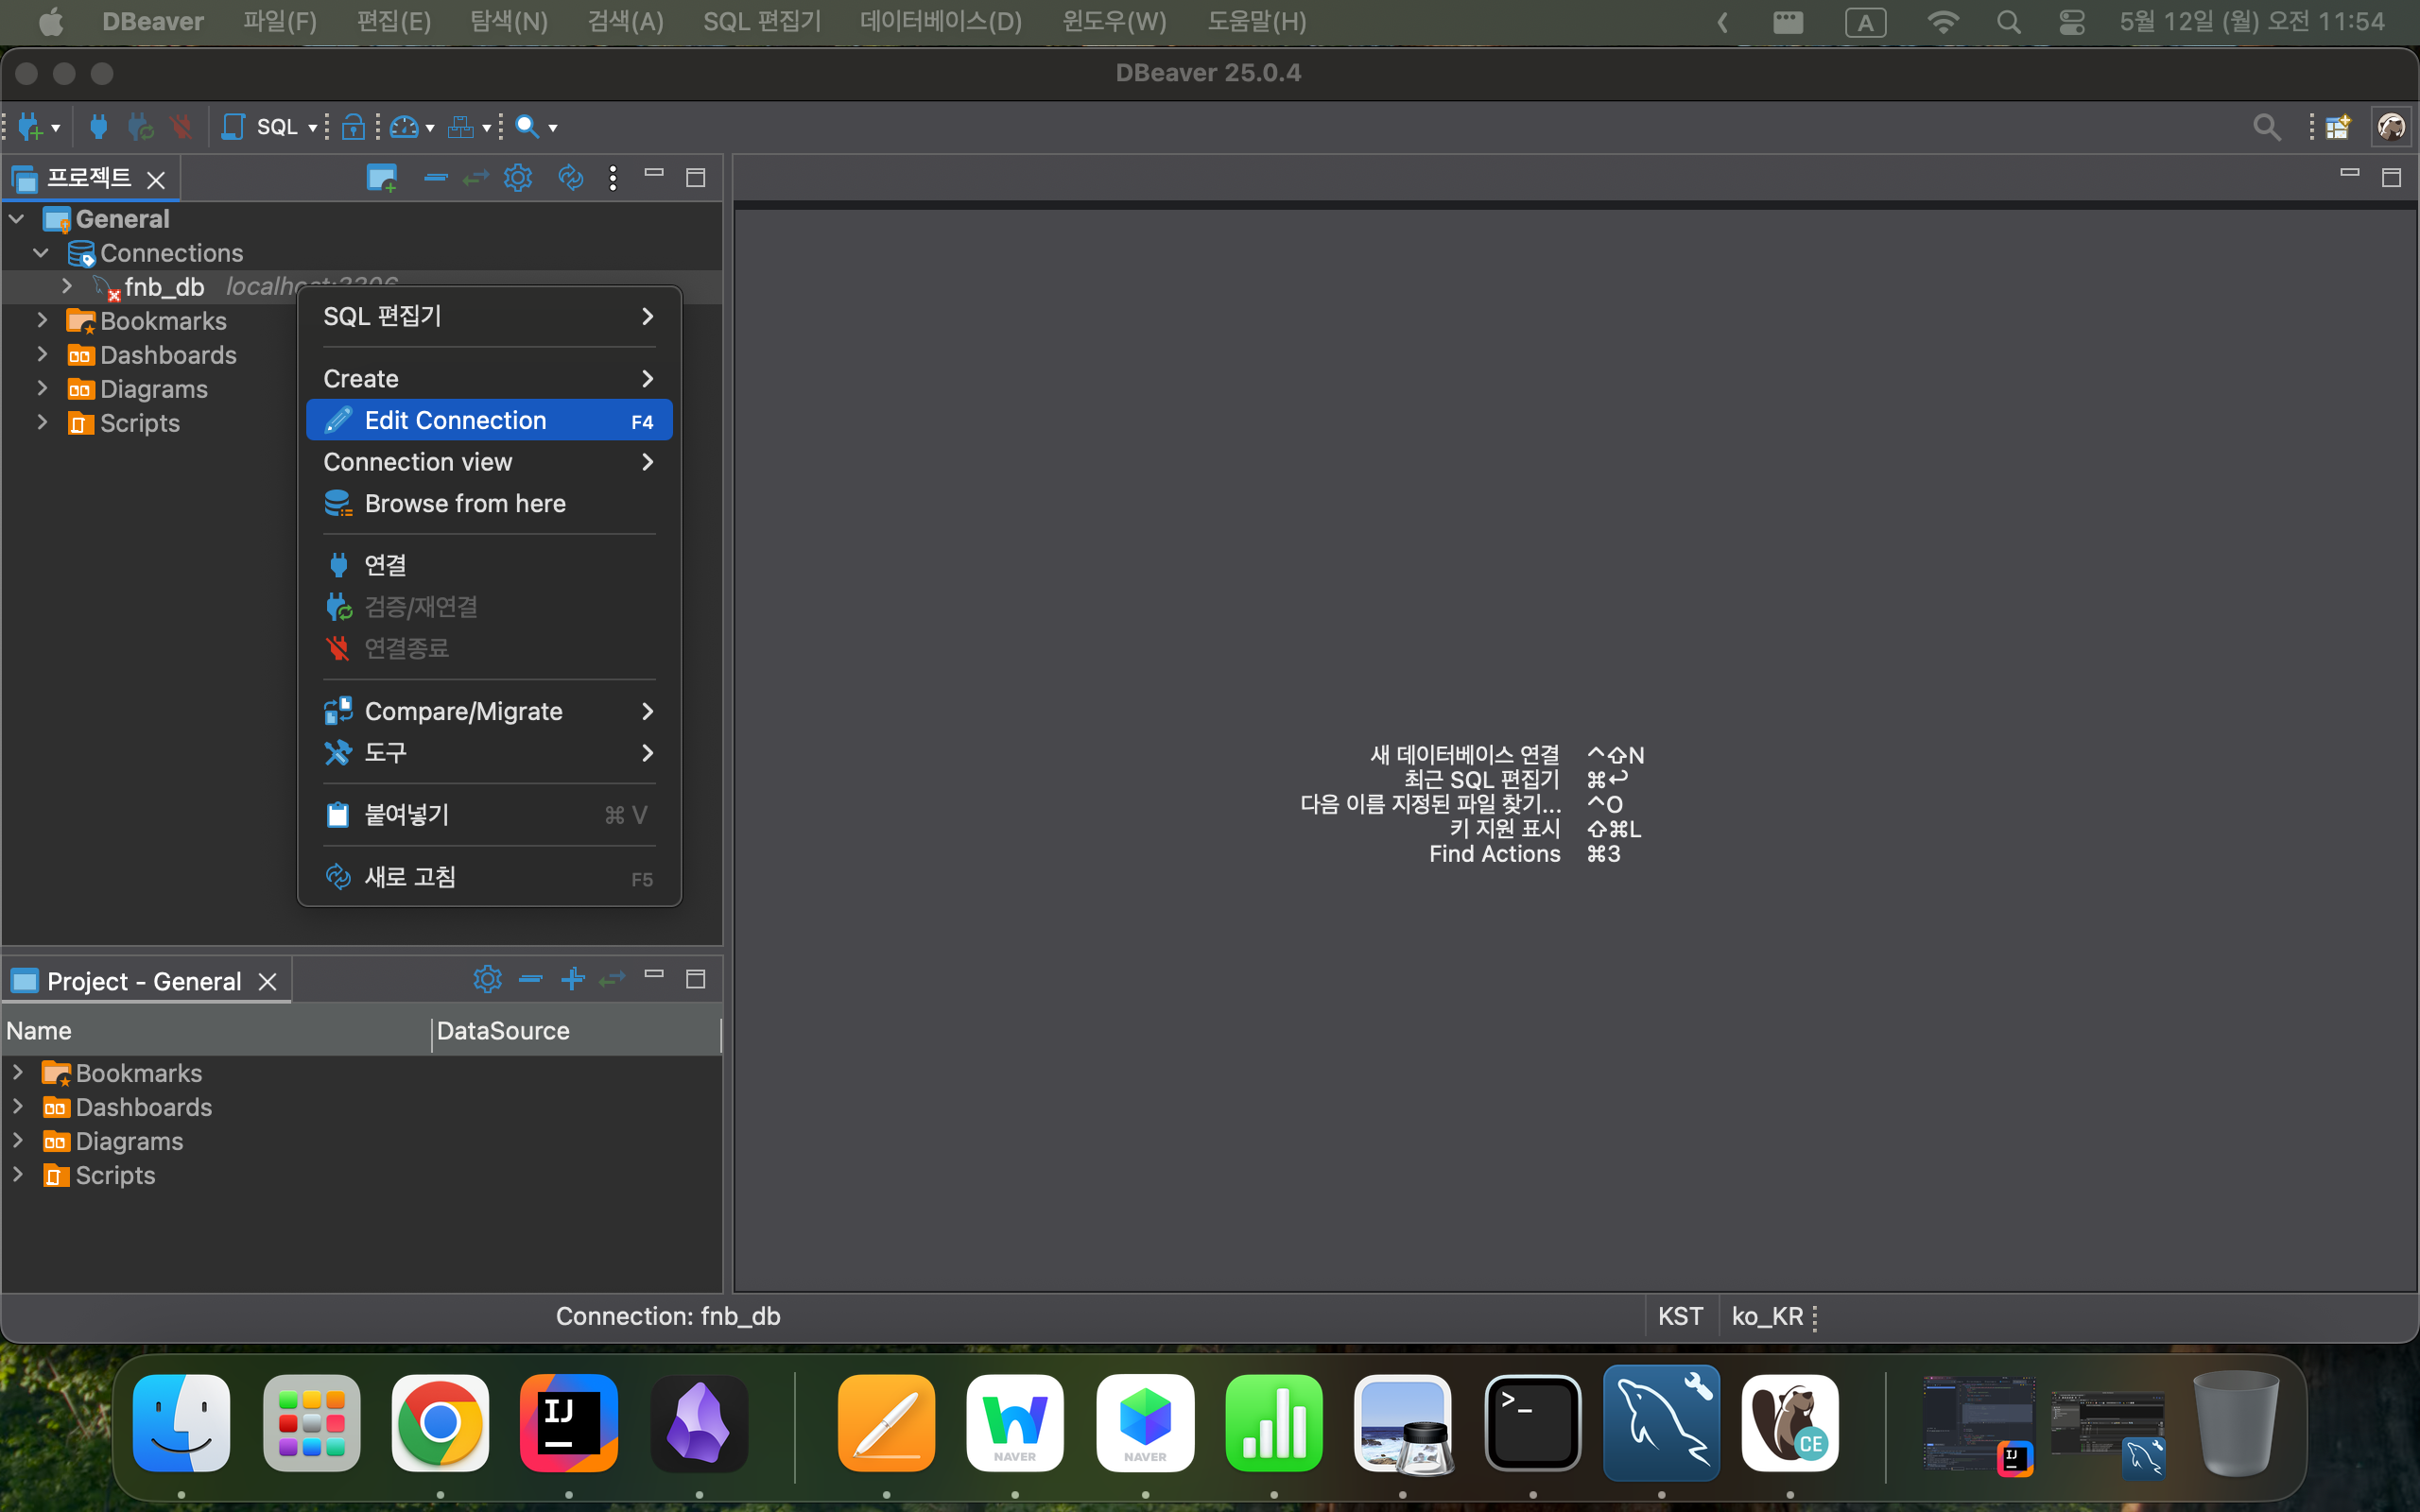 DBeaver 파일(F) 편집(E) 탐색(N) 검색(A) SQL 편집기 데이터베이스(D) 윈도우(W) 도움말(H) A 5월 12일 (월) 오전 11:54
DBeaver 25.0.4
SQL
프로젝트
General
Connections
fnb_db localhost:3306
Bookmarks
Dashboards
Diagrams
Scripts
SQL 편집기
Create
Edit Connection F4
Connection view
Browse from here
연결
검증/재연결
연결종료
Compare/Migrate
도구
붙여넣기 ⌘ V
새로 고침 F5
새 데이터베이스 연결 ^⇧N
최근 SQL 편집기 ⌘↩
다음 이름 지정된 파일 찾기... ^O
키 지원 표시 ⇧⌘L
Find Actions ⌘3
Project - General
Name DataSource
Bookmarks
Dashboards
Diagrams
Scripts
Connection: fnb_db KST ko_KR
IJ
NAVER
NAVER
>_
CE
IJ